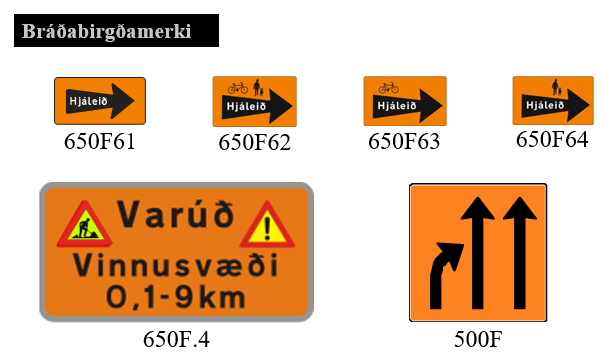 Bráðabirgðamerki
Hjáleið Hjáleið Hjáleið Hjáleið
650F61 650F62 650F63 650F64
Varúð
Vinnusvæði
0,1-9km
650F.4 500F